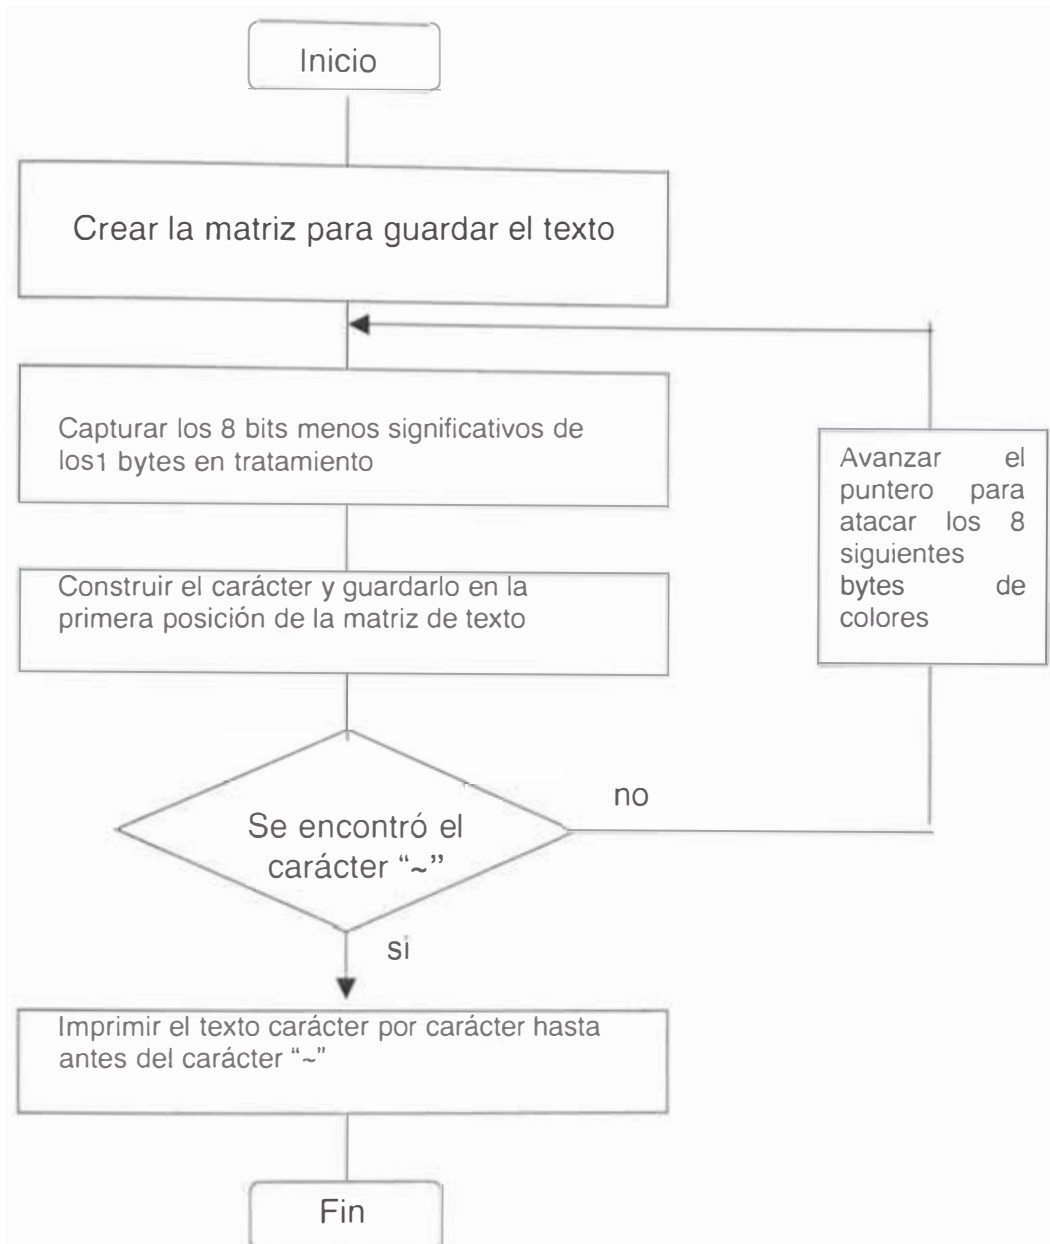 Inicio
Crear la matriz para guardar el texto
Capturar los 8 bits menos significativos de
los1 bytes en tratamiento
Avanzar el
puntero para
atacar los 8
siguientes
bytes de
colores
Construir el carácter y guardarlo en la
primera posición de la matriz de texto
no
Se encontró el
carácter “~”
si
Imprimir el texto carácter por carácter hasta
antes del carácter “~”
Fin